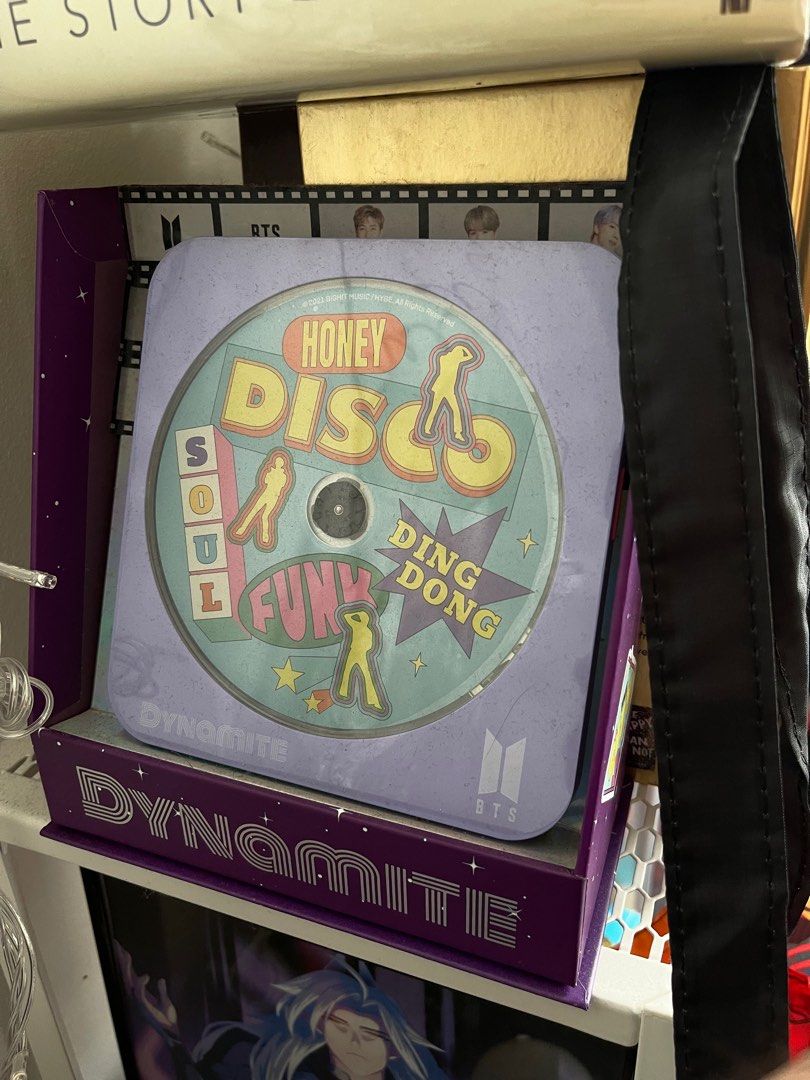 E STORY
BTS
©2021 BIGHIT MUSIC / HYBE. All Rights Reserved
HONEY
DISCO
SOUL
DING
DONG
FUNK
DYNAMITE
BTS
DYNAMITE